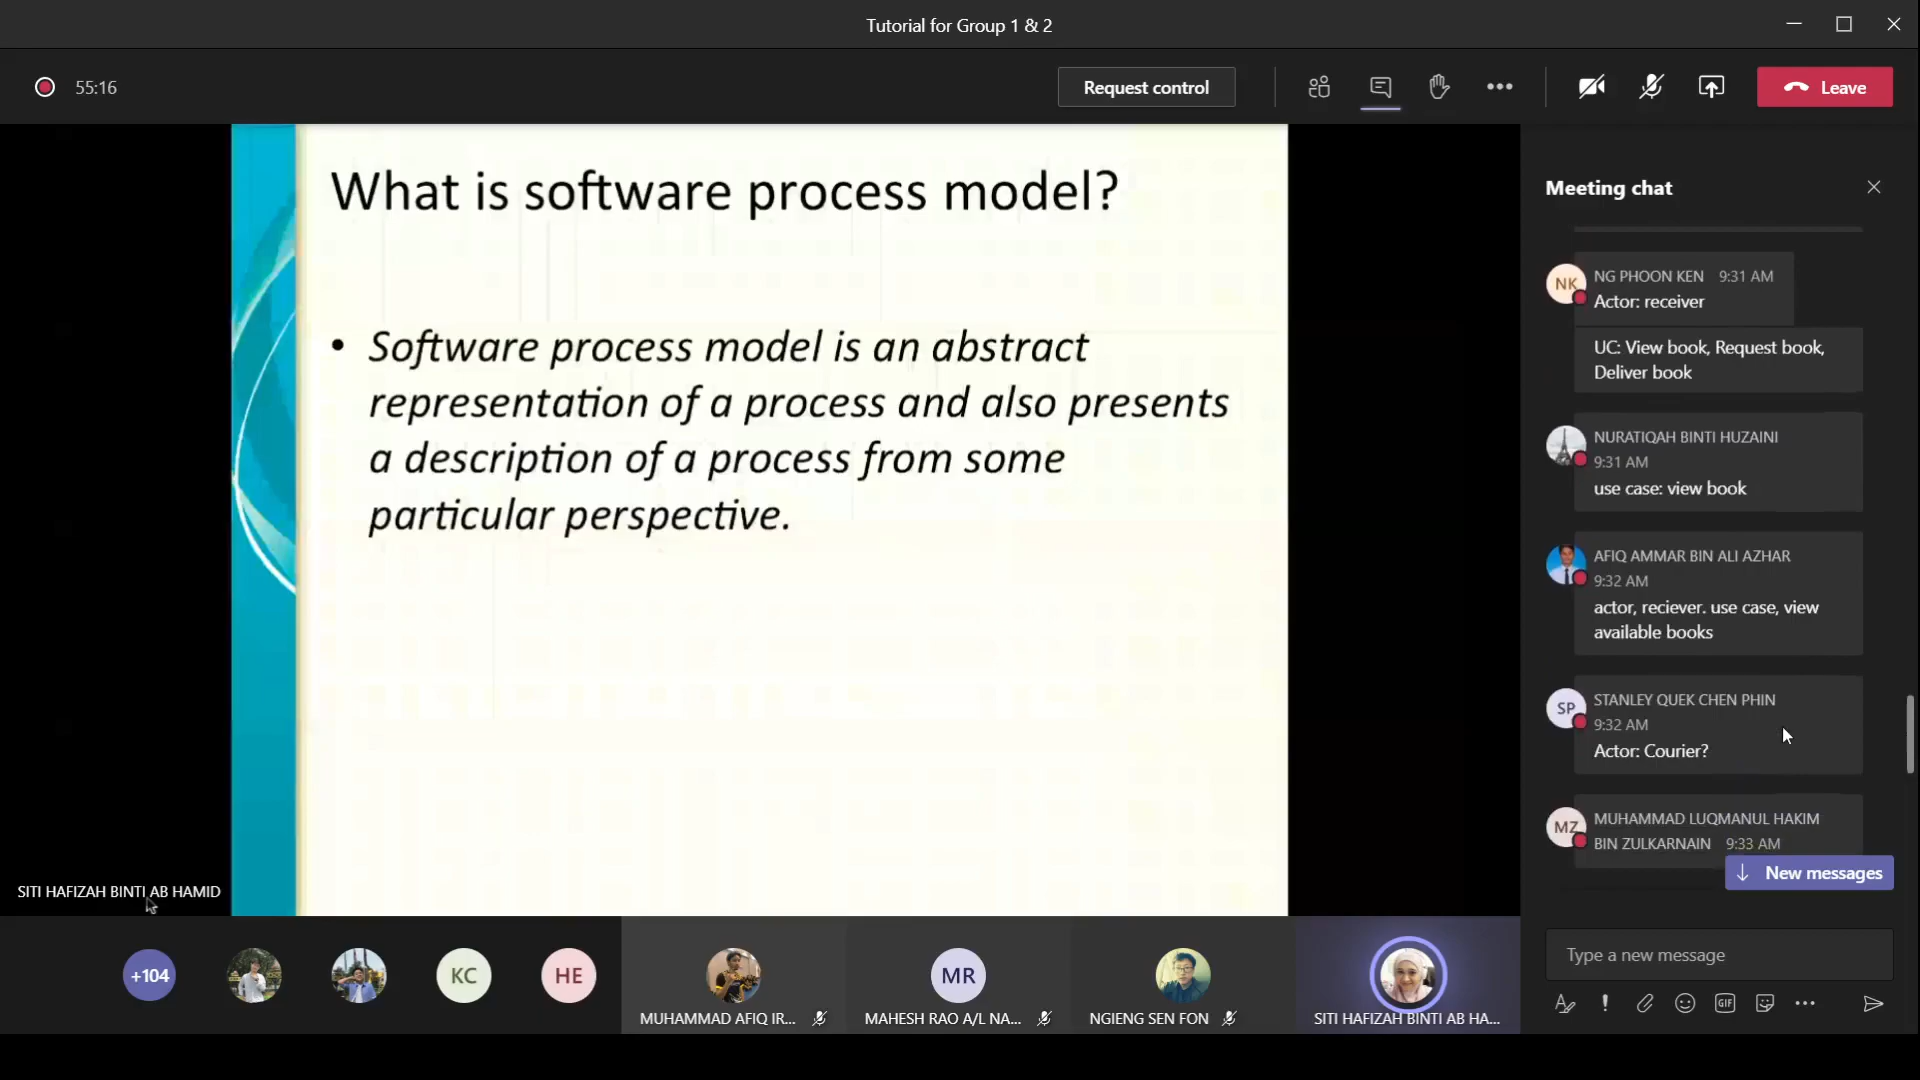 Tutorial for Group 1 & 2
55:16
Request control
Leave
What is software process model?
• Software process model is an abstract
representation of a process and also presents
a description of a process from some
particular perspective.
SITI HAFIZAH BINTI AB HAMID
Meeting chat
NK
NG PHOON KEN 9:31 AM
Actor: receiver
UC: View book, Request book,
Deliver book
NURATIQAH BINTI HUZAINI
9:31 AM
use case: view book
AFIQ AMMAR BIN ALI AZHAR
9:32 AM
actor, reciever. use case, view
available books
SP
STANLEY QUEK CHEN PHIN
9:32 AM
Actor: Courier?
MZ
MUHAMMAD LUQMANUL HAKIM
BIN ZULKARNAIN 9:33 AM
New messages
Type a new message
GIF
+104
KC
HE
MUHAMMAD AFIQ IR...
MR
MAHESH RAO A/L NA...
NGIENG SEN FON
SITI HAFIZAH BINTI AB HA...